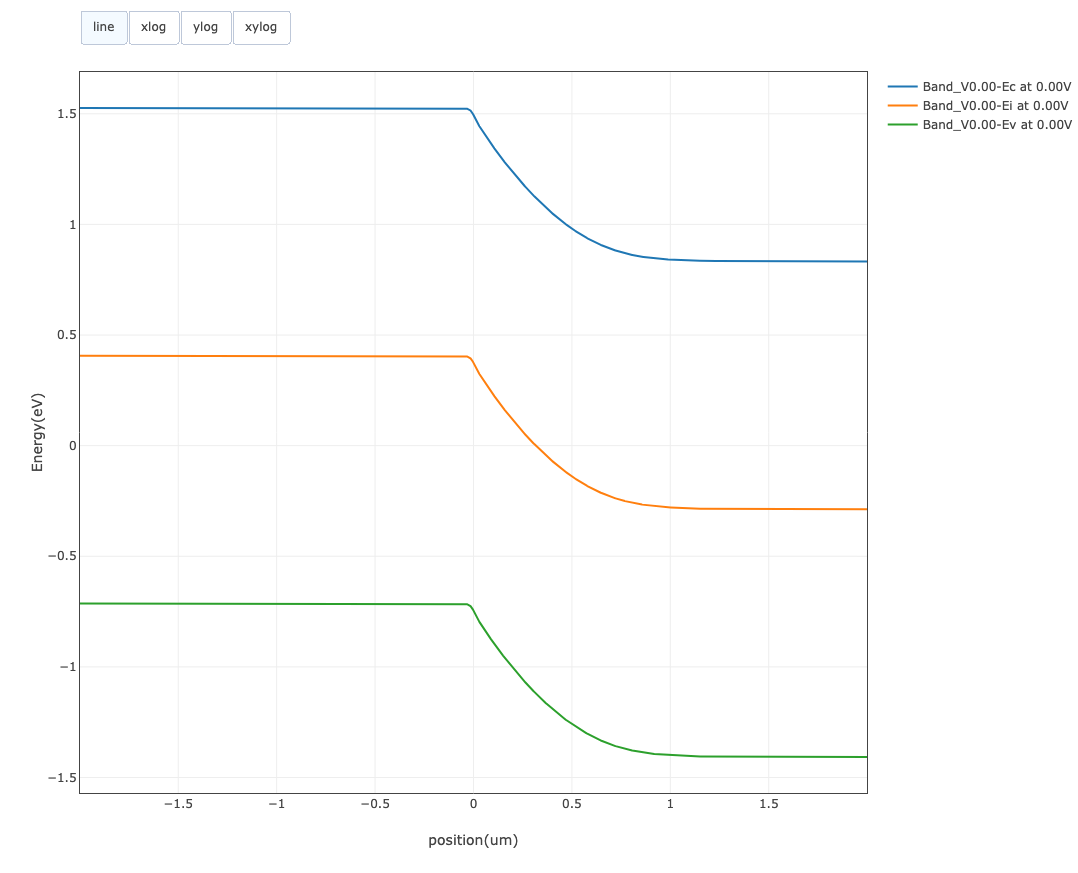 line xlog ylog xylog
Band_V0.00-Ec at 0.00V
Band_V0.00-Ei at 0.00V
Band_V0.00-Ev at 0.00V
1.5
1
0.5
0
−0.5
−1
−1.5
Energy(eV)
−1.5 −1 −0.5 0 0.5 1 1.5
position(um)